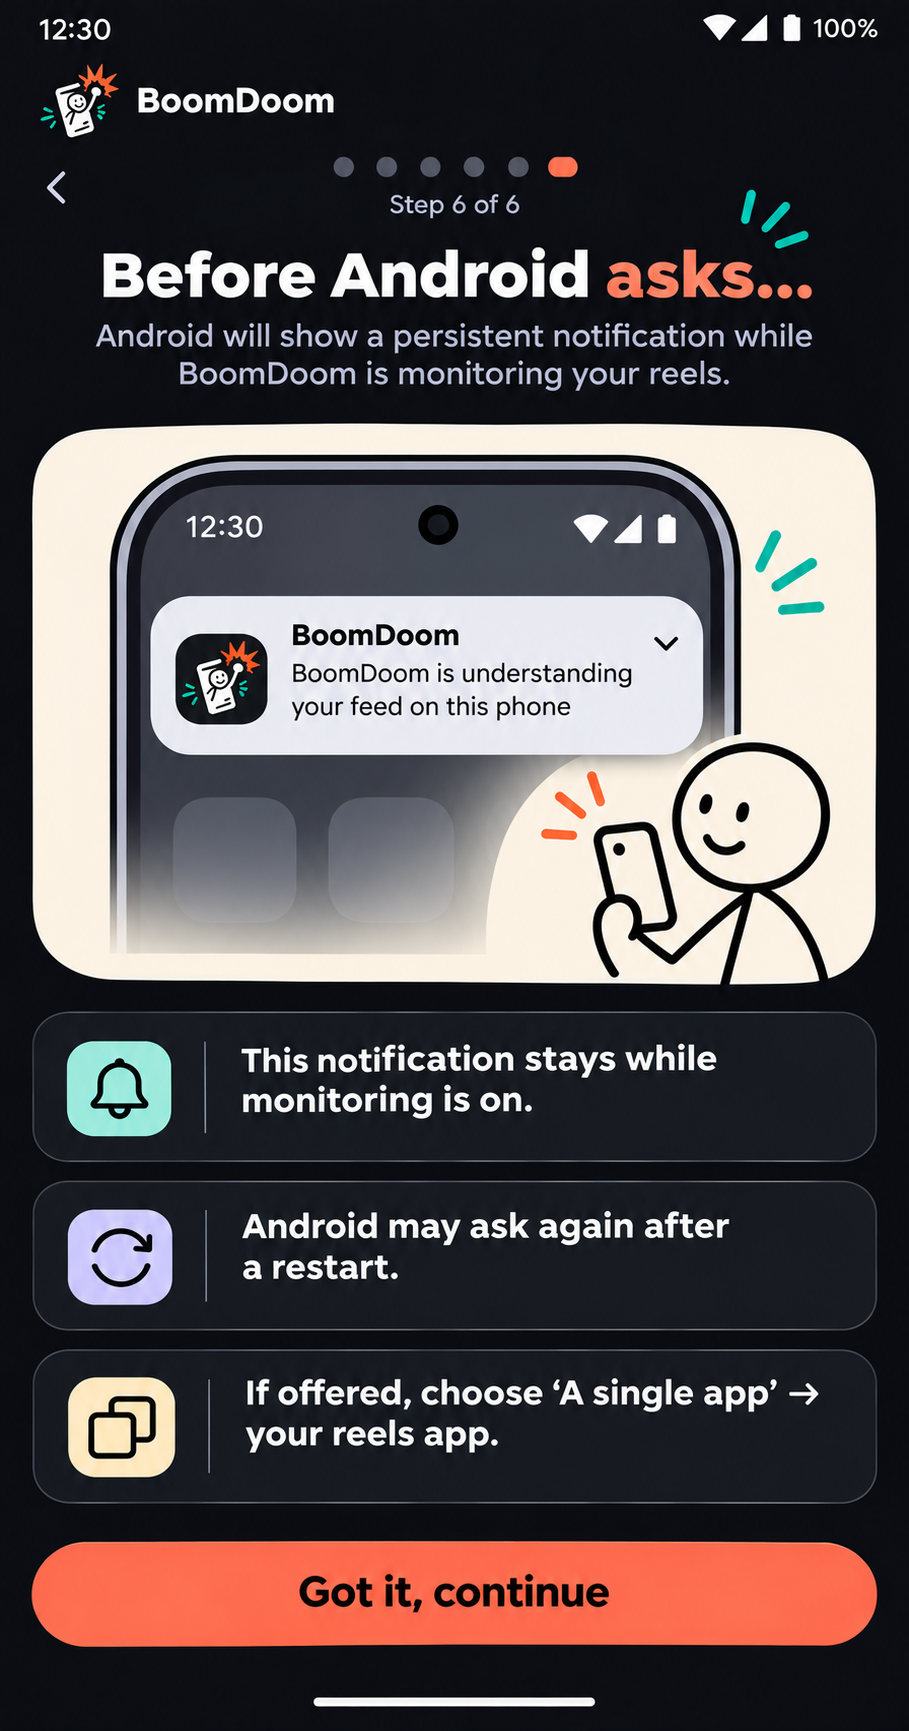 12:30
100%
BoomDoom
Step 6 of 6
Before Android asks...
Android will show a persistent notification while
BoomDoom is monitoring your reels.
12:30
BoomDoom
BoomDoom is understanding
your feed on this phone
This notification stays while
monitoring is on.
Android may ask again after
a restart.
If offered, choose ‘A single app’ →
your reels app.
Got it, continue